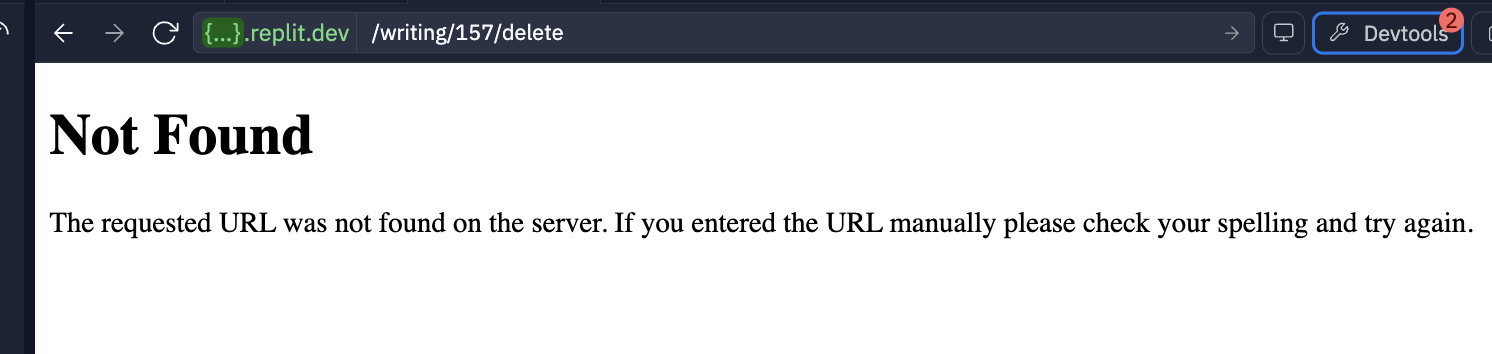 {...}.replit.dev /writing/157/delete Devtools 2
Not Found
The requested URL was not found on the server. If you entered the URL manually please check your spelling and try again.